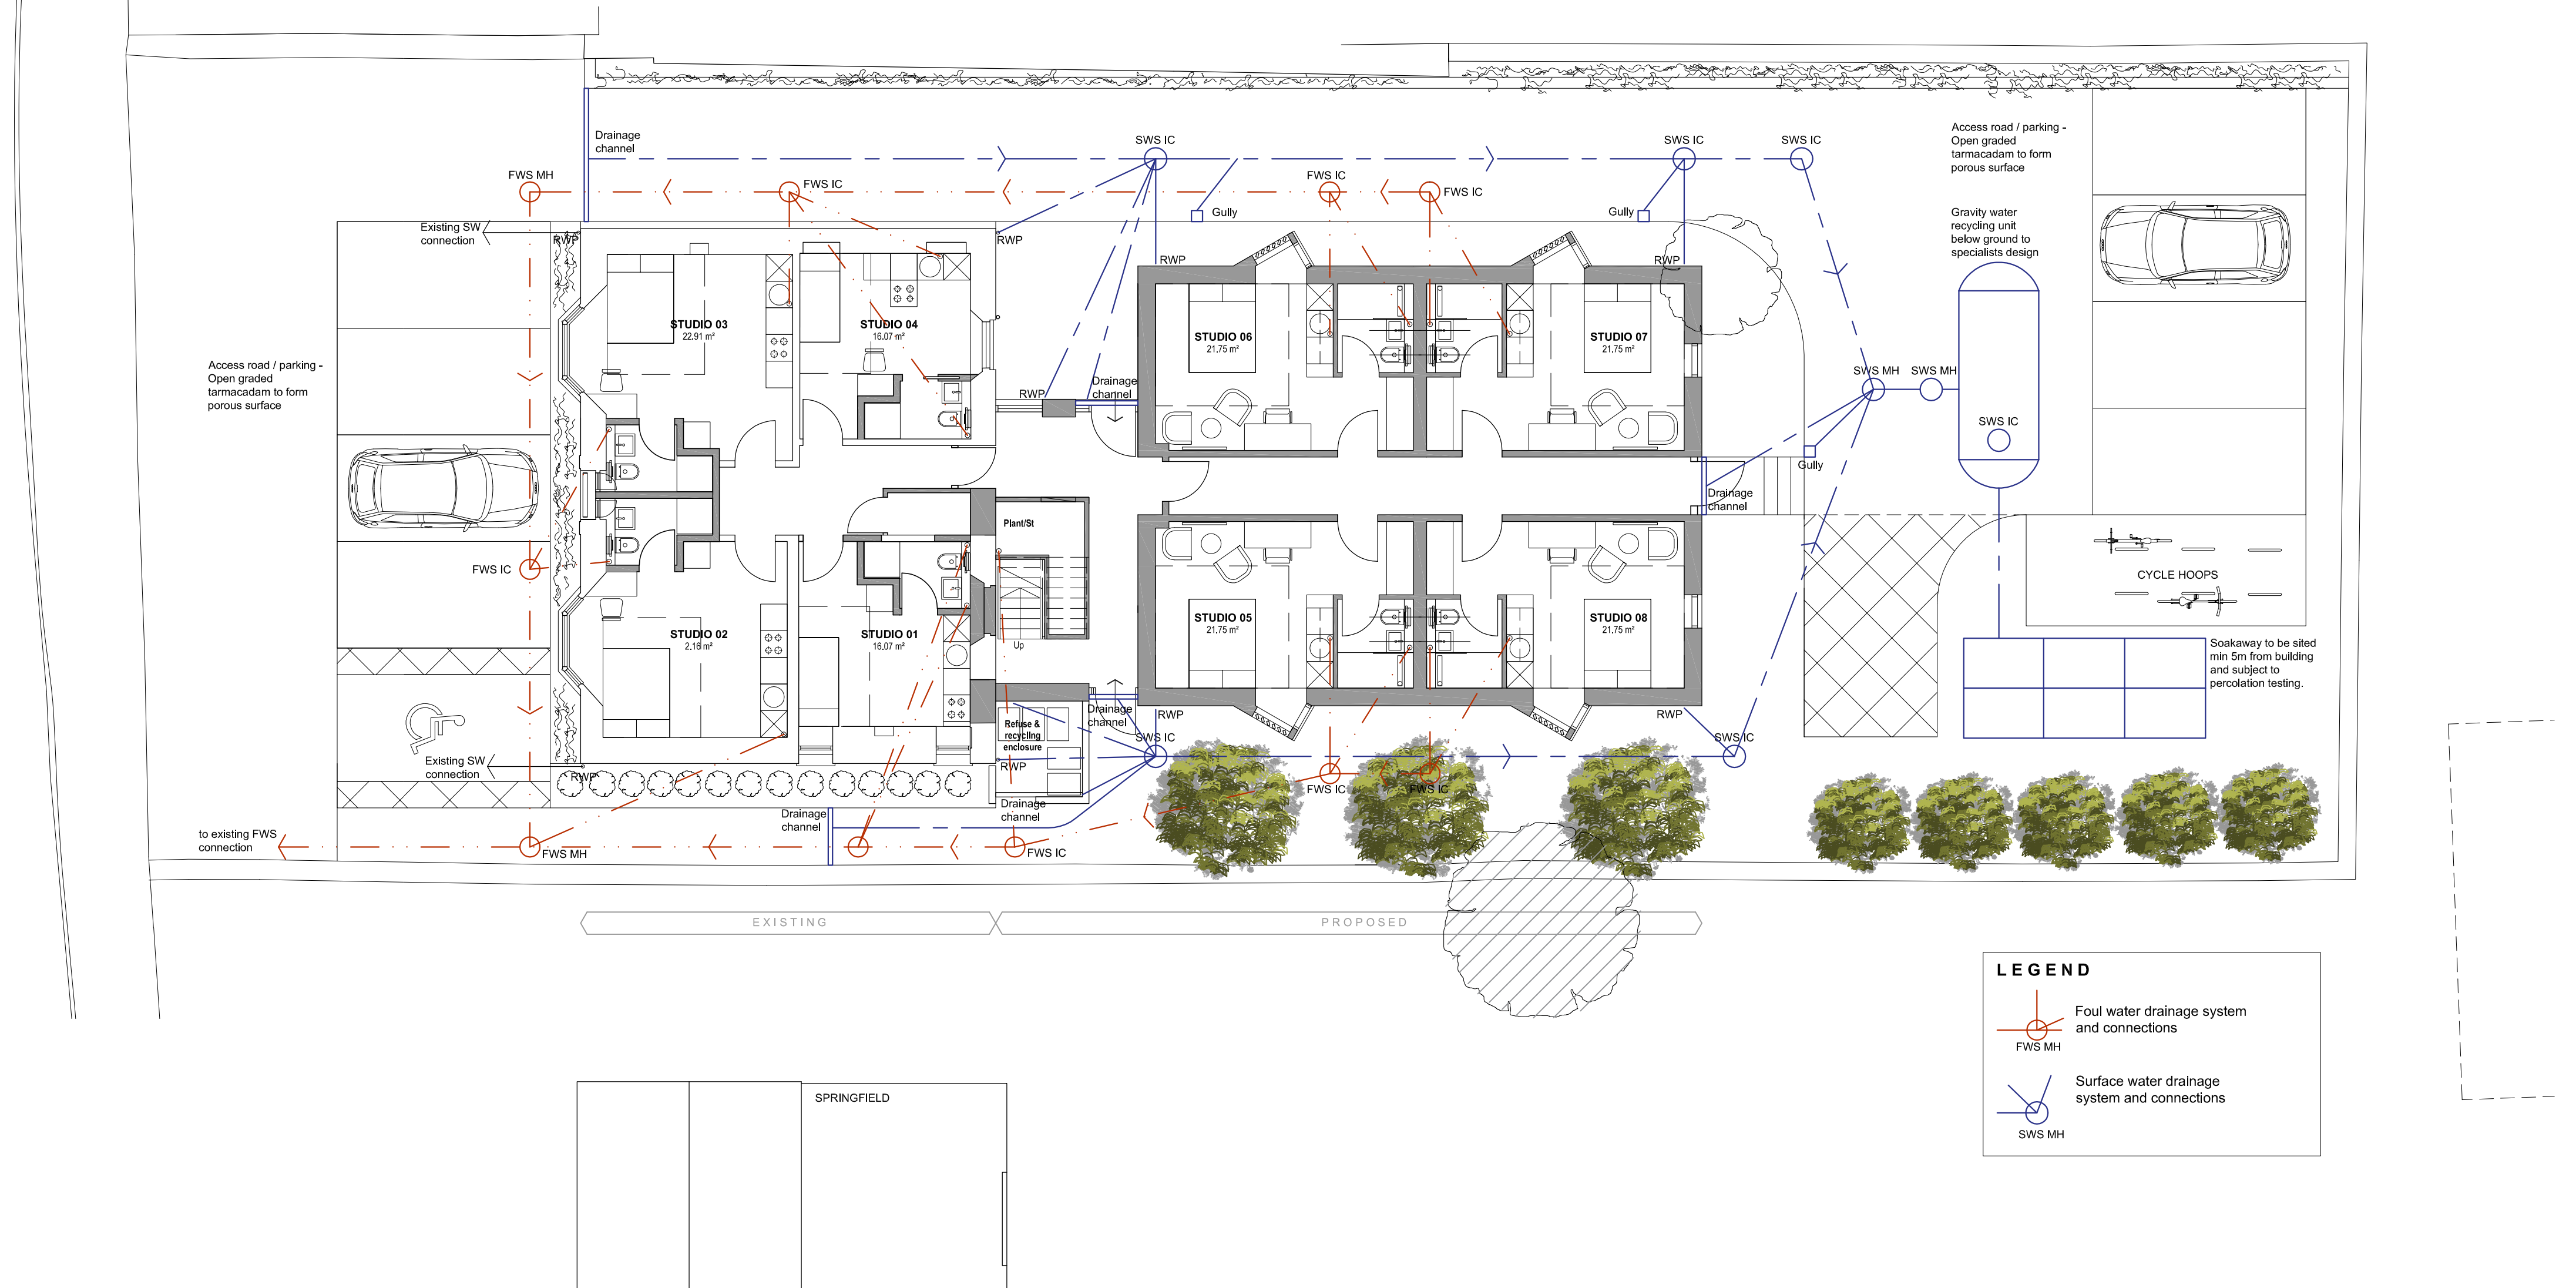 Drainage
channel
SWS IC
SWS IC
SWS IC
Access road / parking -
Open graded
tarmacadam to form
porous surface
FWS MH
FWS IC
FWS IC
FWS IC
Gully
Gully
Gravity water
recycling unit
below ground to
specialists design
Existing SW
connection
RWP
RWP
RWP
RWP
STUDIO 03
22.91 m²
STUDIO 04
16.07 m²
STUDIO 06
21,75 m²
STUDIO 07
21,75 m²
Access road / parking -
Open graded
tarmacadam to form
porous surface
RWP
Drainage
channel
SWS MH
SWS MH
SWS IC
Gully
Drainage
channel
Plant/St
FWS IC
CYCLE HOOPS
STUDIO 02
2.16 m²
STUDIO 01
16.07 m²
Up
STUDIO 05
21,75 m²
STUDIO 08
21,75 m²
Soakaway to be sited
min 5m from building
and subject to
percolation testing.
Refuse &
recycling
enclosure
Drainage
channel
RWP
RWP
SWS IC
SWS IC
Existing SW
connection
RWP
RWP
FWS IC
FWS IC
Drainage
channel
Drainage
channel
to existing FWS
connection
FWS MH
FWS IC
EXISTING
PROPOSED
LEGEND
Foul water drainage system
and connections
FWS MH
Surface water drainage
system and connections
SWS MH
SPRINGFIELD